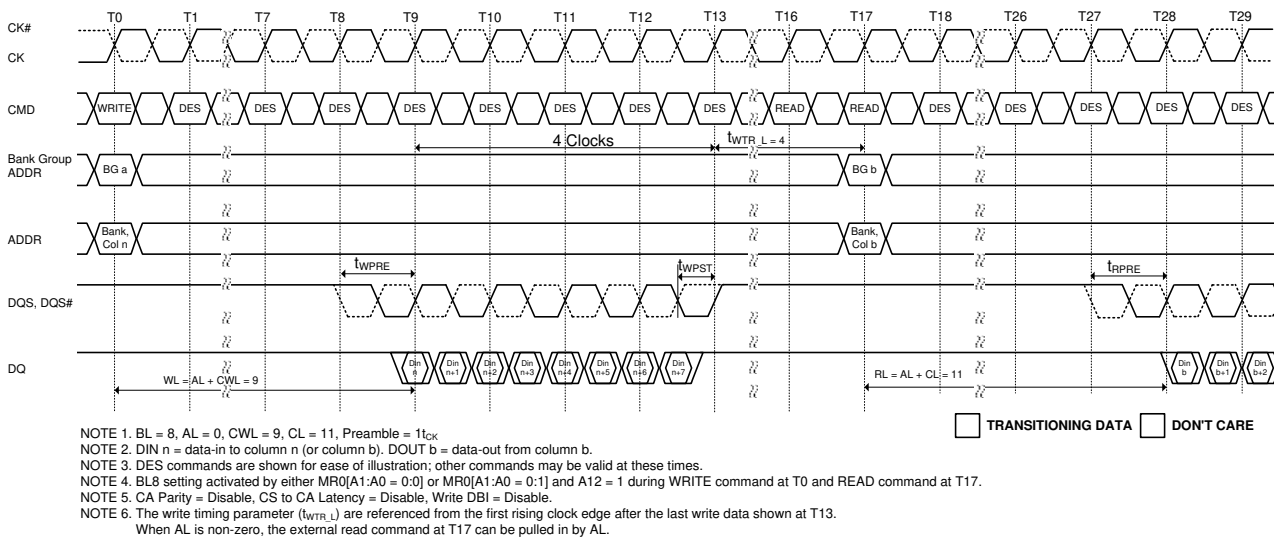 T0 T1 T7 T8 T9 T10 T11 T12 T13 T16 T17 T18 T26 T27 T28 T29
CK#
CK
CMD WRITE DES DES DES DES DES DES DES DES READ READ DES DES DES DES DES
4 Clocks tWTR_L = 4
Bank Group
ADDR
BG a BG b
ADDR
Bank, Bank,
Col n Col b
tWPRE tWPST tRPRE
DQS, DQS#
DQ
Din n Din n+1 Din n+2 Din n+3 Din n+4 Din n+5 Din n+6 Din n+7 Din b Din b+1 Din b+2
WL = AL + CWL = 9 RL = AL + CL = 11
TRANSITIONING DATA DON'T CARE
NOTE 1. BL = 8, AL = 0, CWL = 9, CL = 11, Preamble = 1tCK
NOTE 2. DIN n = data-in to column n (or column b). DOUT b = data-out from column b.
NOTE 3. DES commands are shown for ease of illustration; other commands may be valid at these times.
NOTE 4. BL8 setting activated by either MR0[A1:A0 = 0:0] or MR0[A1:A0 = 0:1] and A12 = 1 during WRITE command at T0 and READ command at T17.
NOTE 5. CA Parity = Disable, CS to CA Latency = Disable, Write DBI = Disable.
NOTE 6. The write timing parameter (tWTR_L) are referenced from the first rising clock edge after the last write data shown at T13.
When AL is non-zero, the external read command at T17 can be pulled in by AL.